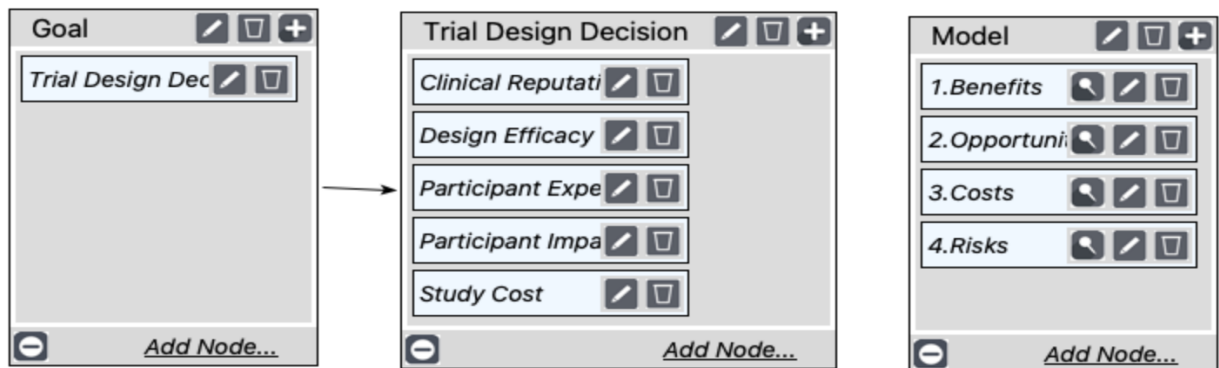 Goal
Trial Design Dec
Add Node...
Trial Design Decision
Clinical Reputati
Design Efficacy
Participant Expe
Participant Impa
Study Cost
Add Node...
Model
1.Benefits
2.Opportunit
3.Costs
4.Risks
Add Node...